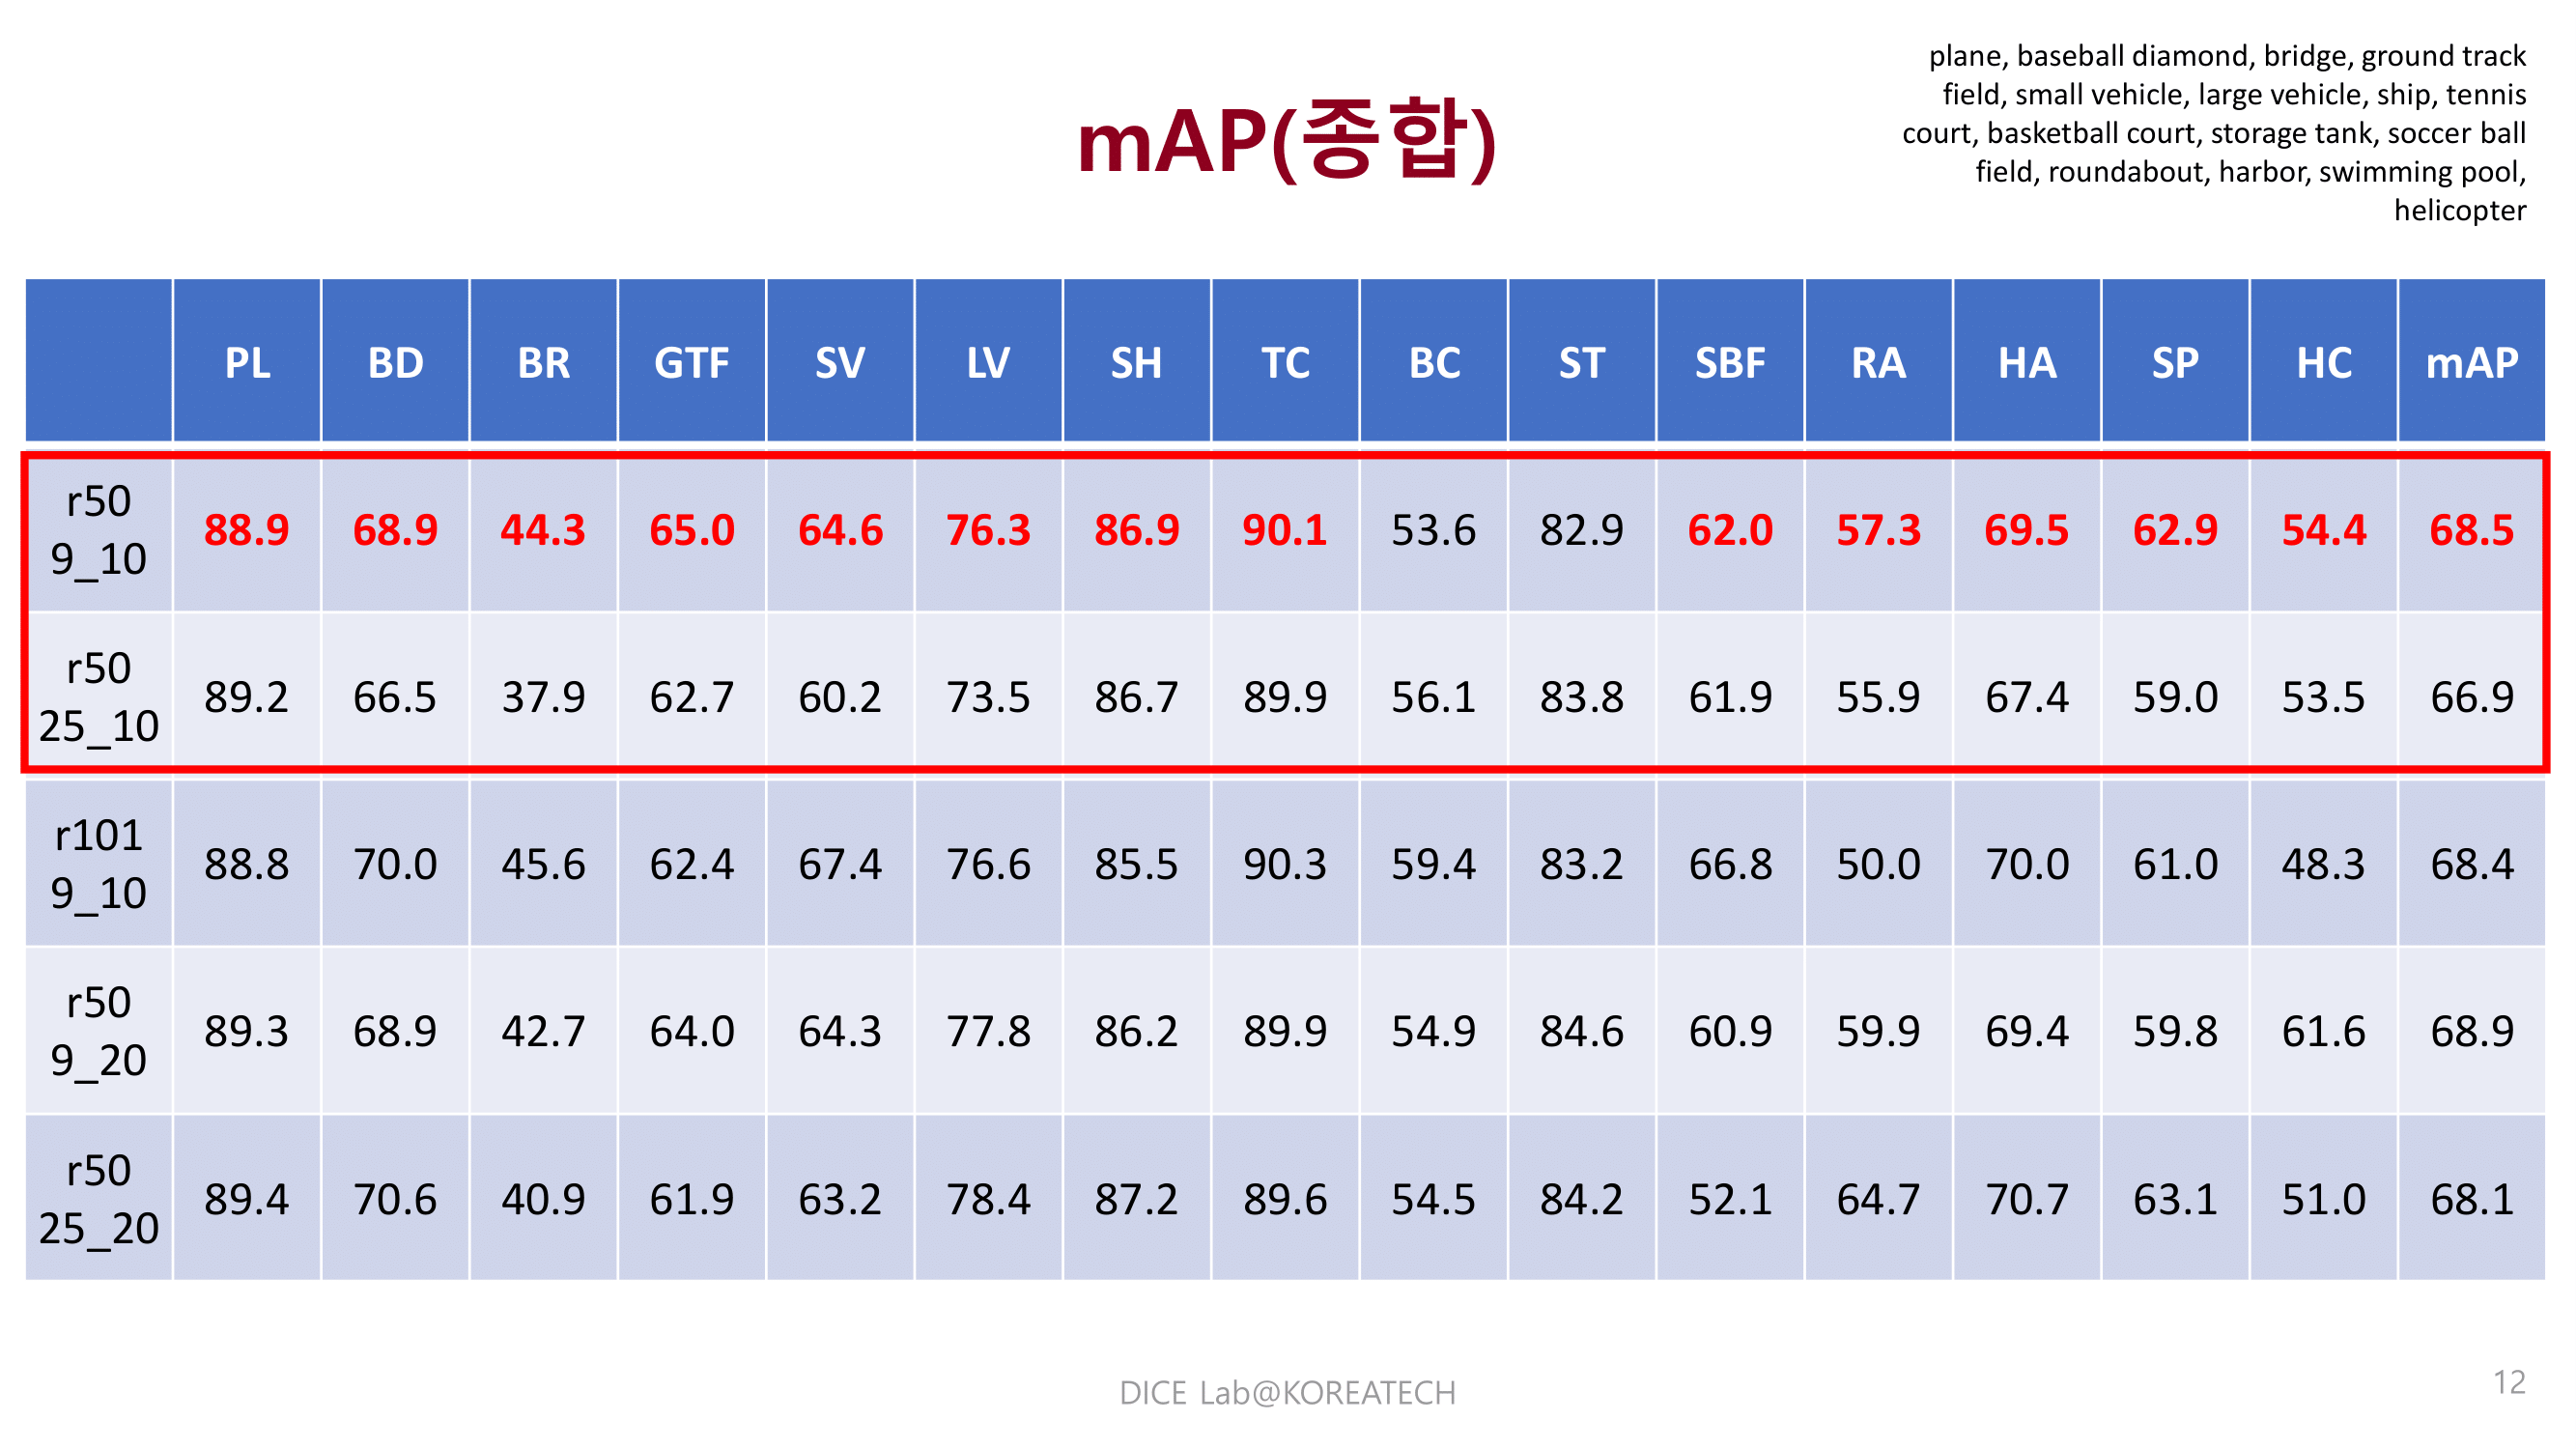 mAP(종합)
plane, baseball diamond, bridge, ground track
field, small vehicle, large vehicle, ship, tennis
court, basketball court, storage tank, soccer ball
field, roundabout, harbor, swimming pool,
helicopter
PL BD BR GTF SV LV SH TC BC ST SBF RA HA SP HC mAP
r50 9_10 88.9 68.9 44.3 65.0 64.6 76.3 86.9 90.1 53.6 82.9 62.0 57.3 69.5 62.9 54.4 68.5
r50 25_10 89.2 66.5 37.9 62.7 60.2 73.5 86.7 89.9 56.1 83.8 61.9 55.9 67.4 59.0 53.5 66.9
r101 9_10 88.8 70.0 45.6 62.4 67.4 76.6 85.5 90.3 59.4 83.2 66.8 50.0 70.0 61.0 48.3 68.4
r50 9_20 89.3 68.9 42.7 64.0 64.3 77.8 86.2 89.9 54.9 84.6 60.9 59.9 69.4 59.8 61.6 68.9
r50 25_20 89.4 70.6 40.9 61.9 63.2 78.4 87.2 89.6 54.5 84.2 52.1 64.7 70.7 63.1 51.0 68.1
DICE Lab@KOREATECH
12